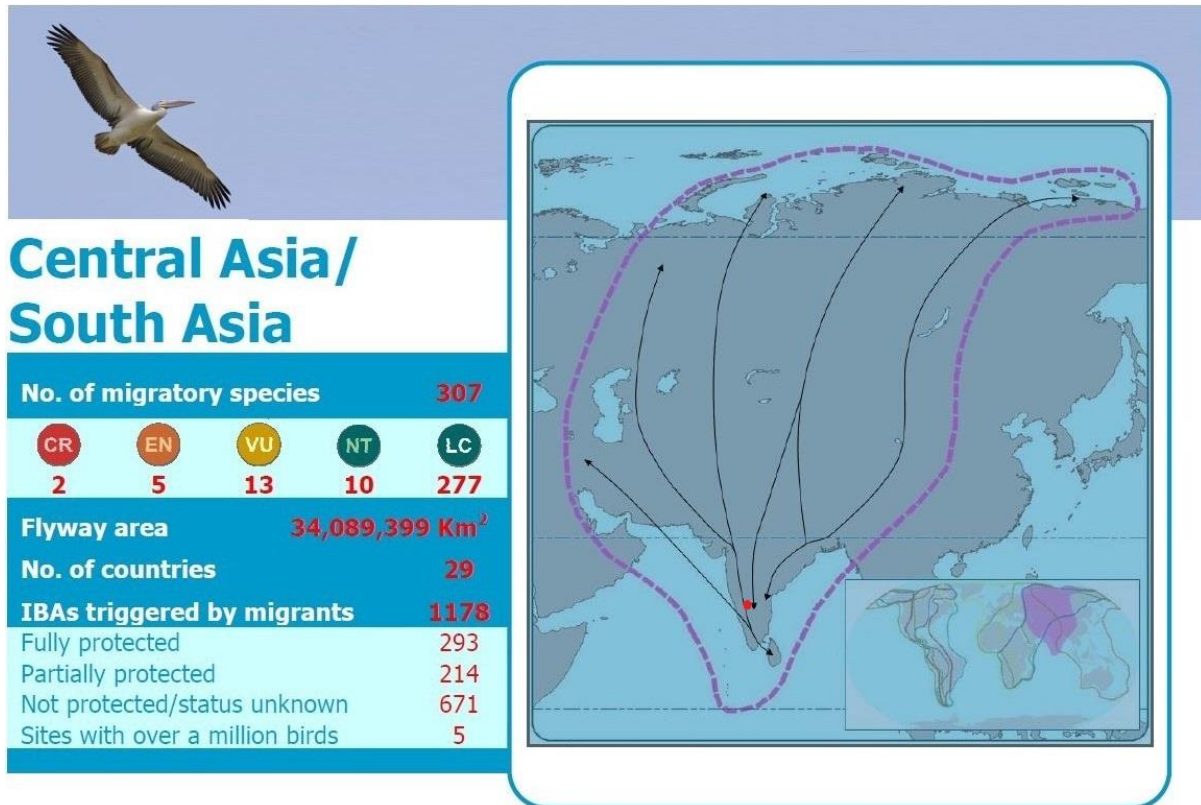 Central Asia/
South Asia
No. of migratory species 307
CR EN VU NT LC
2 5 13 10 277
Flyway area 34,089,399 Km²
No. of countries 29
IBAs triggered by migrants 1178
Fully protected 293
Partially protected 214
Not protected/status unknown 671
Sites with over a million birds 5